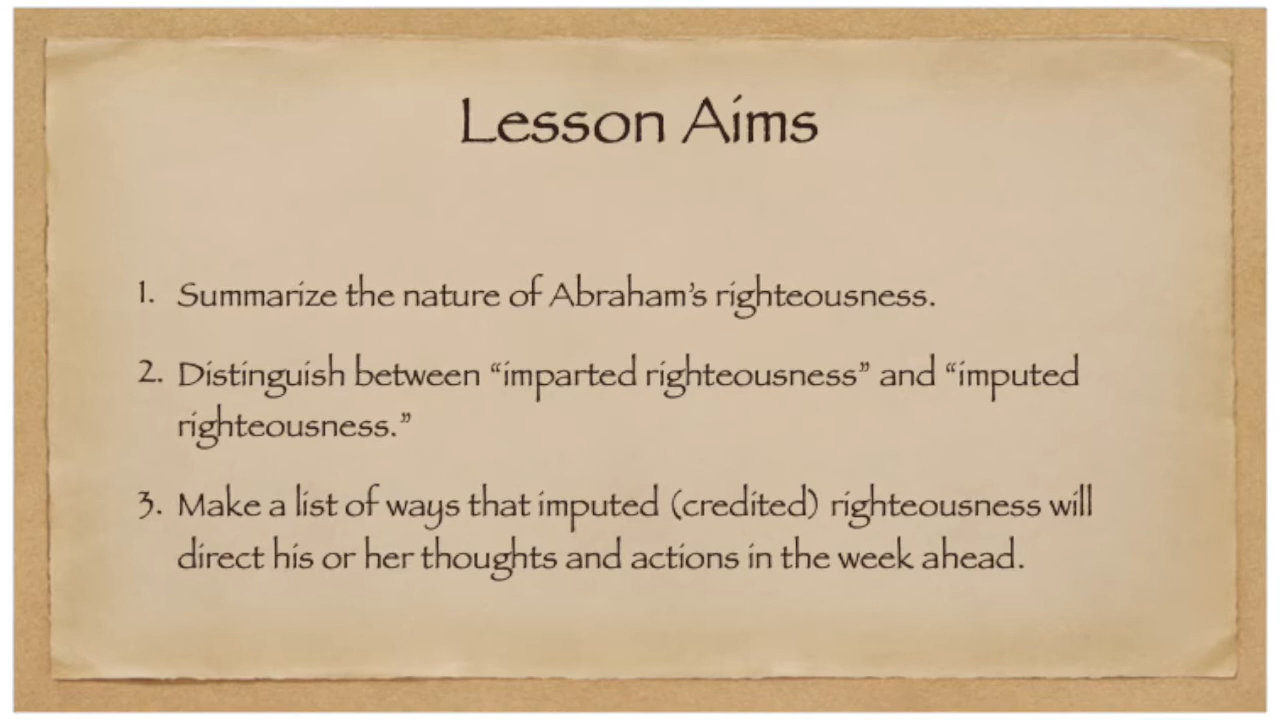 Lesson Aims
1. Summarize the nature of Abraham’s righteousness.
2. Distinguish between “imparted righteousness” and “imputed
righteousness.”
3. Make a list of ways that imputed (credited) righteousness will
direct his or her thoughts and actions in the week ahead.